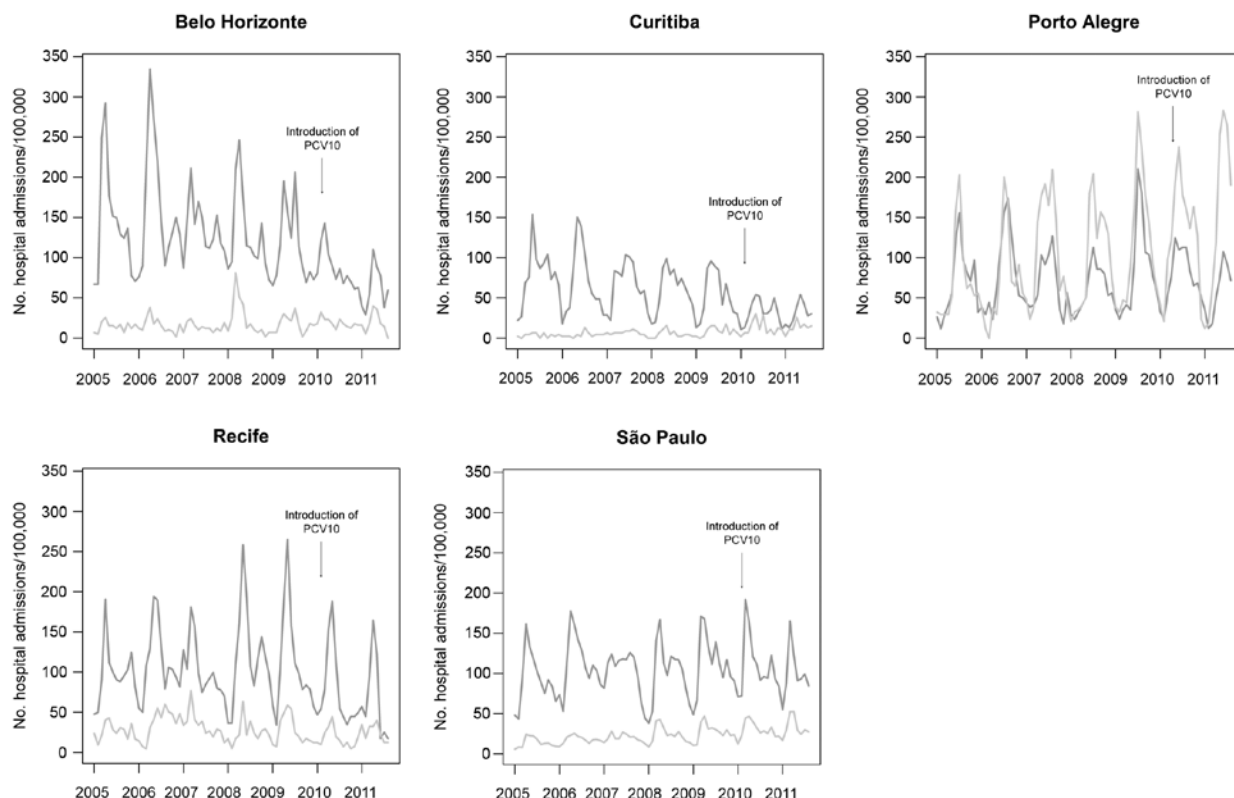 Belo Horizonte
No. hospital admissions/100,000
350
300
250
200
150
100
50
0
Introduction of
PCV10
2005 2006 2007 2008 2009 2010 2011
Curitiba
No. hospital admissions/100,000
350
300
250
200
150
100
50
0
Introduction of
PCV10
2005 2006 2007 2008 2009 2010 2011
Porto Alegre
No. hospital admissions/100,000
350
300
250
200
150
100
50
0
Introduction of
PCV10
2005 2006 2007 2008 2009 2010 2011
Recife
No. hospital admissions/100,000
350
300
250
200
150
100
50
0
Introduction of
PCV10
2005 2006 2007 2008 2009 2010 2011
São Paulo
No. hospital admissions/100,000
350
300
250
200
150
100
50
0
Introduction of
PCV10
2005 2006 2007 2008 2009 2010 2011